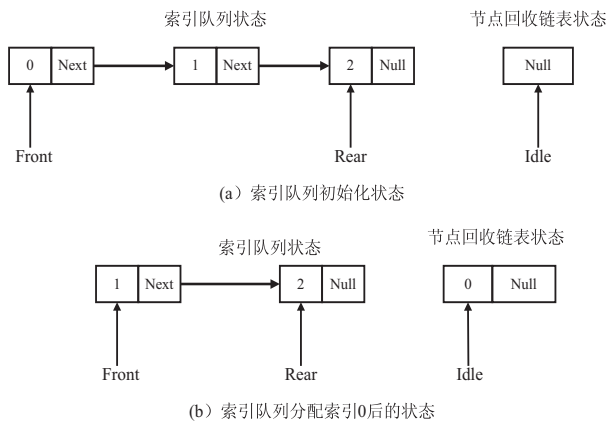 索引队列状态 节点回收链表状态
0 Next 1 Next 2 Null Null
Front Rear Idle
(a）索引队列初始化状态
索引队列状态 节点回收链表状态
1 Next 2 Null 0 Null
Front Rear Idle
(b）索引队列分配索引0后的状态